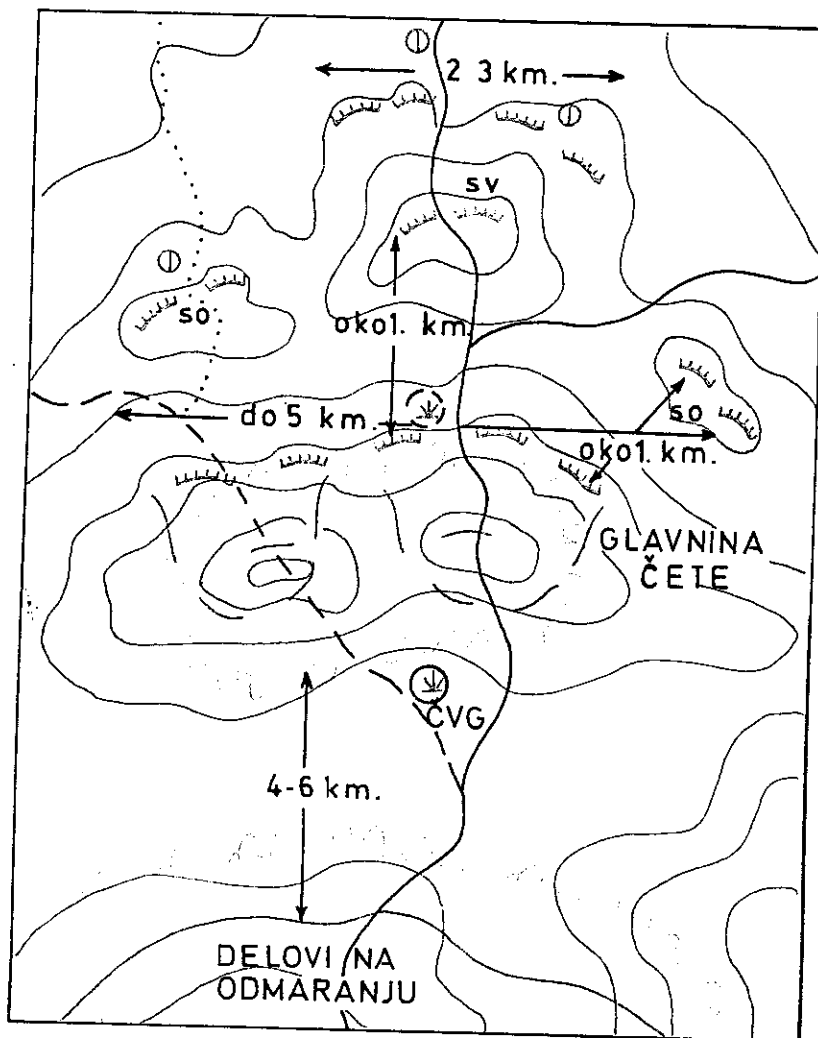 2 3 km.
sv
so
oko1. km.
so
do 5 km.
oko1. km.
GLAVNINA
ČETE
ČVG
4-6 km.
DELOVI NA
ODMARANJU